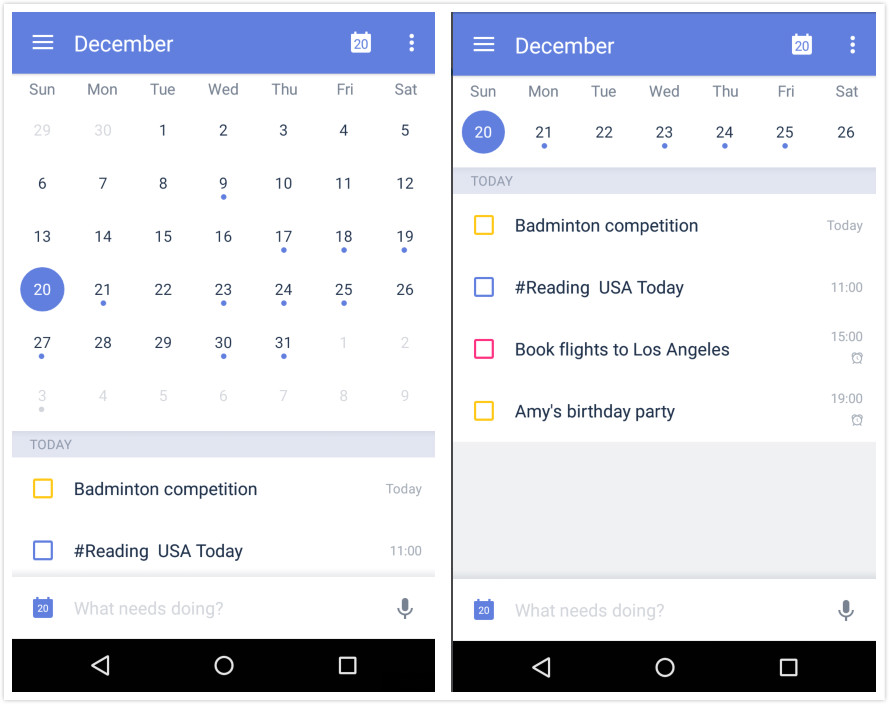 December 20
Sun Mon Tue Wed Thu Fri Sat
29 30 1 2 3 4 5
6 7 8 9 10 11 12
13 14 15 16 17 18 19
20 21 22 23 24 25 26
27 28 29 30 31 1 2
3 4 5 6 7 8 9
TODAY
Badminton competition Today
#Reading USA Today 11:00
20 What needs doing?
December 20
Sun Mon Tue Wed Thu Fri Sat
20 21 22 23 24 25 26
TODAY
Badminton competition Today
#Reading USA Today 11:00
Book flights to Los Angeles 15:00
Amy's birthday party 19:00
20 What needs doing?